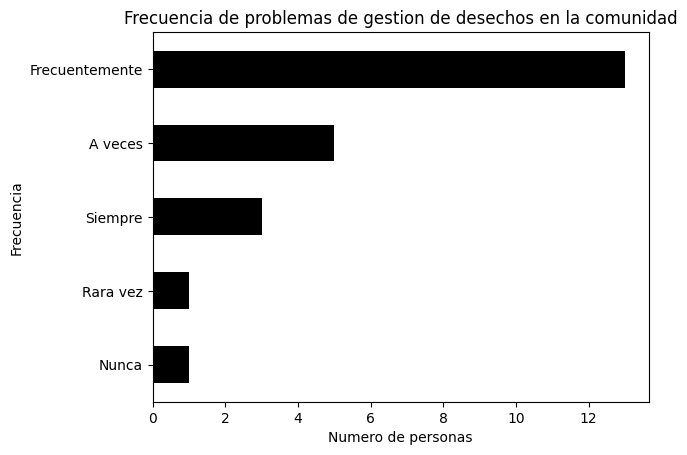 Frecuencia de problemas de gestion de desechos en la comunidad
Frecuencia
Frecuentemente
A veces
Siempre
Rara vez
Nunca
0 2 4 6 8 10 12
Numero de personas